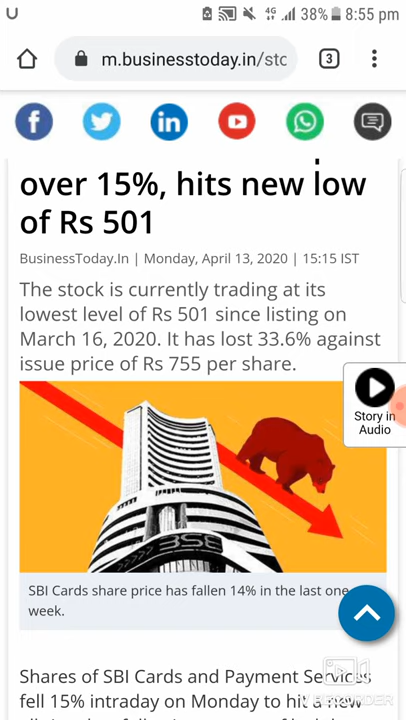 U
4G 38% 8:55 pm
m.businesstoday.in/stc
3
over 15%, hits new low
of Rs 501
BusinessToday.In | Monday, April 13, 2020 | 15:15 IST
The stock is currently trading at its
lowest level of Rs 501 since listing on
March 16, 2020. It has lost 33.6% against
issue price of Rs 755 per share.
Story in
Audio
BSE
SBI Cards share price has fallen 14% in the last one
week.
Shares of SBI Cards and Payment Services
fell 15% intraday on Monday to hit a new